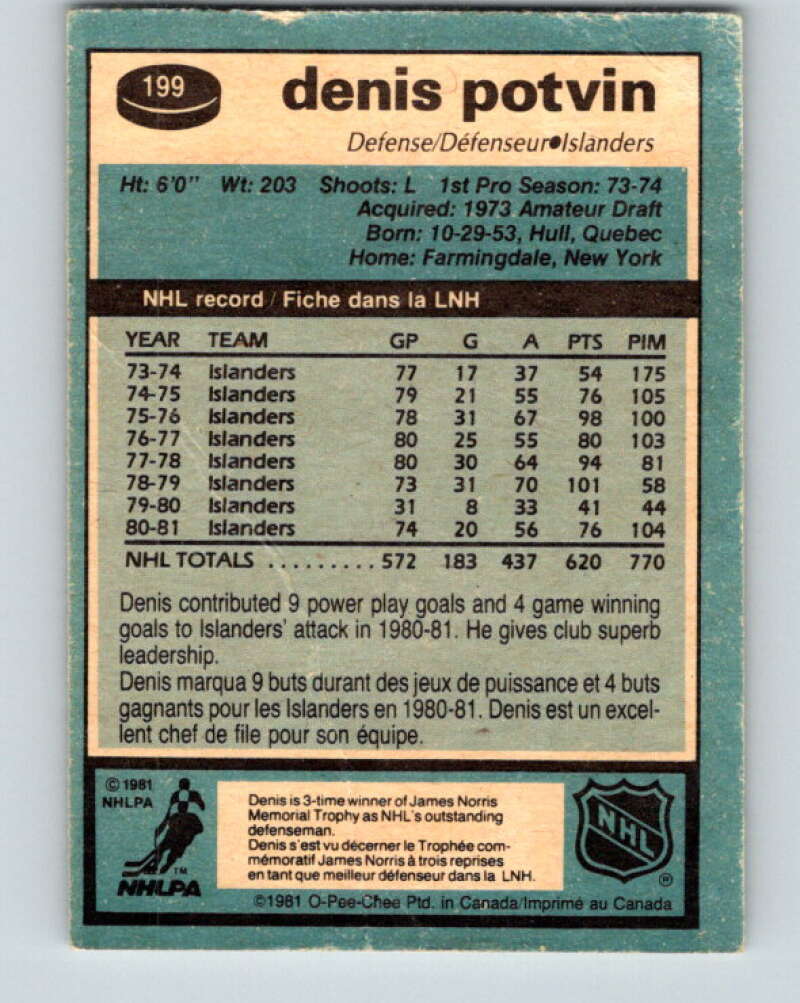 199
denis potvin
Defense/Défenseur•Islanders
Ht: 6'0" Wt: 203 Shoots: L 1st Pro Season: 73-74
Acquired: 1973 Amateur Draft
Born: 10-29-53, Hull, Quebec
Home: Farmingdale, New York
NHL record / Fiche dans la LNH
YEAR TEAM GP G A PTS PIM
73-74 Islanders 77 17 37 54 175
74-75 Islanders 79 21 55 76 105
75-76 Islanders 78 31 67 98 100
76-77 Islanders 80 25 55 80 103
77-78 Islanders 80 30 64 94 81
78-79 Islanders 73 31 70 101 58
79-80 Islanders 31 8 33 41 44
80-81 Islanders 74 20 56 76 104
NHL TOTALS ......... 572 183 437 620 770
Denis contributed 9 power play goals and 4 game winning
goals to Islanders' attack in 1980-81. He gives club superb
leadership.
Denis marqua 9 buts durant des jeux de puissance et 4 buts
gagnants pour les Islanders en 1980-81. Denis est un excel-
lent chef de file pour son équipe.
© 1981
NHLPA
TM
NHLPA
Denis is 3-time winner of James Norris
Memorial Trophy as NHL's outstanding
defenseman.
Denis s'est vu décerner le Trophée com-
mémoratif James Norris à trois reprises
en tant que meilleur défenseur dans la LNH.
NHL
®
©1981 O-Pee-Chee Ptd. in Canada/Imprimé au Canada